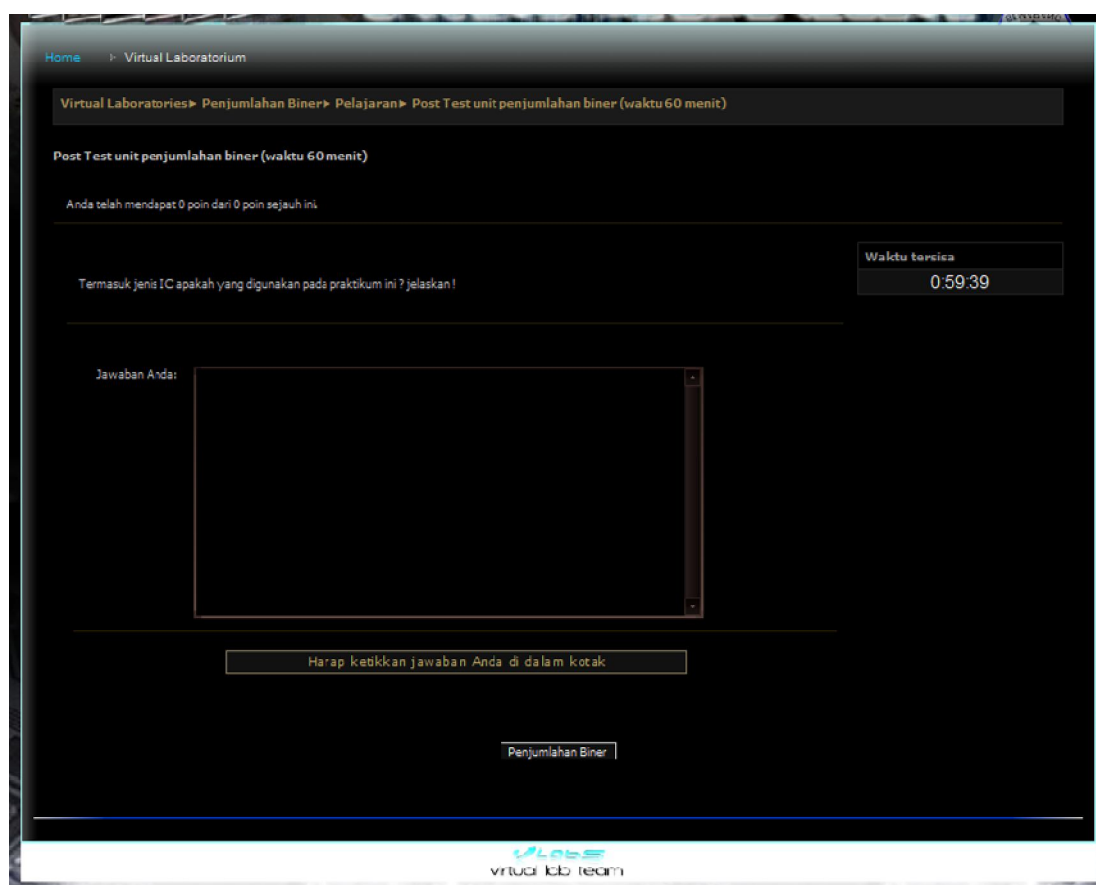 Home Virtual Laboratorium
Virtual Laboratories▶ Penjumlahan Biner▶ Pelajaran▶ Post Test unit penjumlahan biner (waktu 60 menit)
Post Test unit penjumlahan biner (waktu 60 menit)
Anda telah mendapat 0 poin dari 0 poin sejauh ini.
Waktu tersisa
0:59:39
Termasuk jenis IC apakah yang digunakan pada praktikum ini ? jelaskan !
Jawaban Anda:
Harap ketikkan jawaban Anda di dalam kotak
Penjumlahan Biner
vLabs
virtual lab team